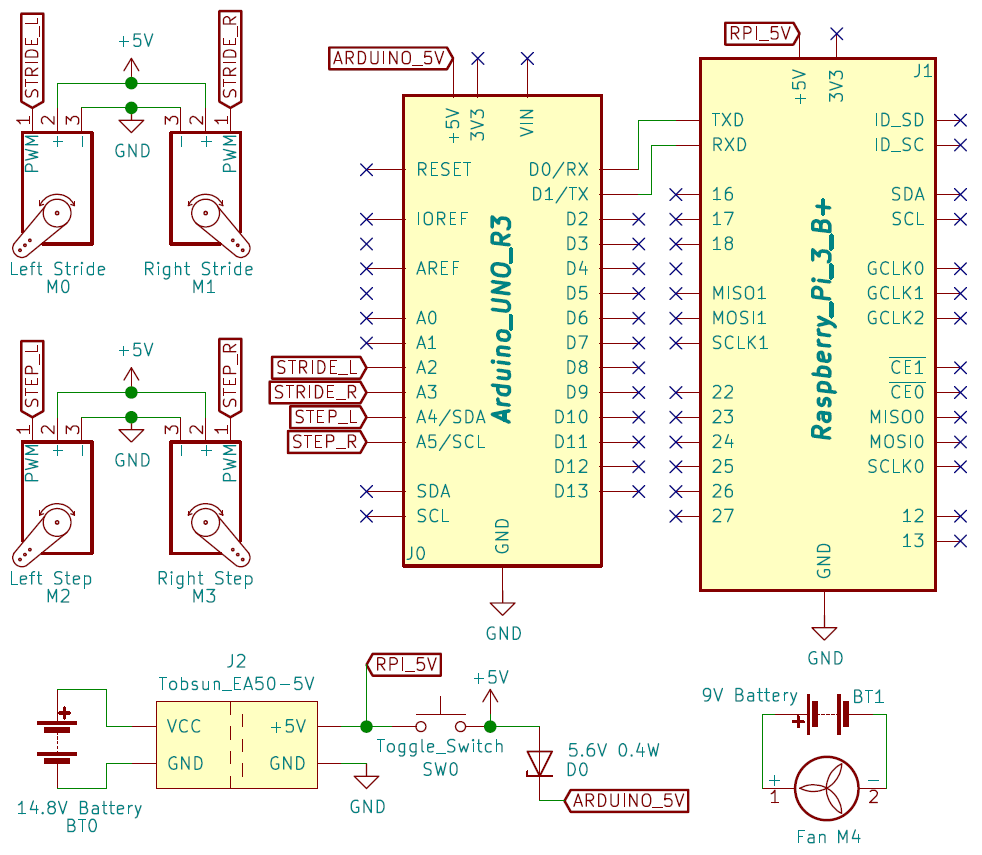 STRIDE_L
STRIDE_R
+5V
GND
1
2
3
3
2
1
PWM
+
−
−
+
PWM
Left Stride
M0
Right Stride
M1
STEP_L
STEP_R
+5V
GND
1
2
3
3
2
1
PWM
+
−
−
+
PWM
Left Step
M2
Right Step
M3
ARDUINO_5V
+5V
3V3
VIN
RESET
IOREF
AREF
A0
A1
A2
A3
A4/SDA
A5/SCL
SDA
SCL
STRIDE_L
STRIDE_R
STEP_L
STEP_R
Arduino_UNO_R3
D0/RX
D1/TX
D2
D3
D4
D5
D6
D7
D8
D9
D10
D11
D12
D13
J0
GND
GND
RPI_5V
J1
+5V
3V3
TXD
RXD
16
17
18
MISO1
MOSI1
SCLK1
22
23
24
25
26
27
Raspberry_Pi_3_B+
ID_SD
ID_SC
SDA
SCL
GCLK0
GCLK1
GCLK2
CE1
CE0
MISO0
MOSI0
SCLK0
12
13
GND
GND
J2
Tobsun_EA50-5V
VCC
GND
+5V
GND
+
14.8V Battery
BT0
RPI_5V
+5V
Toggle_Switch
SW0
GND
5.6V 0.4W
D0
ARDUINO_5V
9V Battery
BT1
+
+
1
−
2
Fan M4